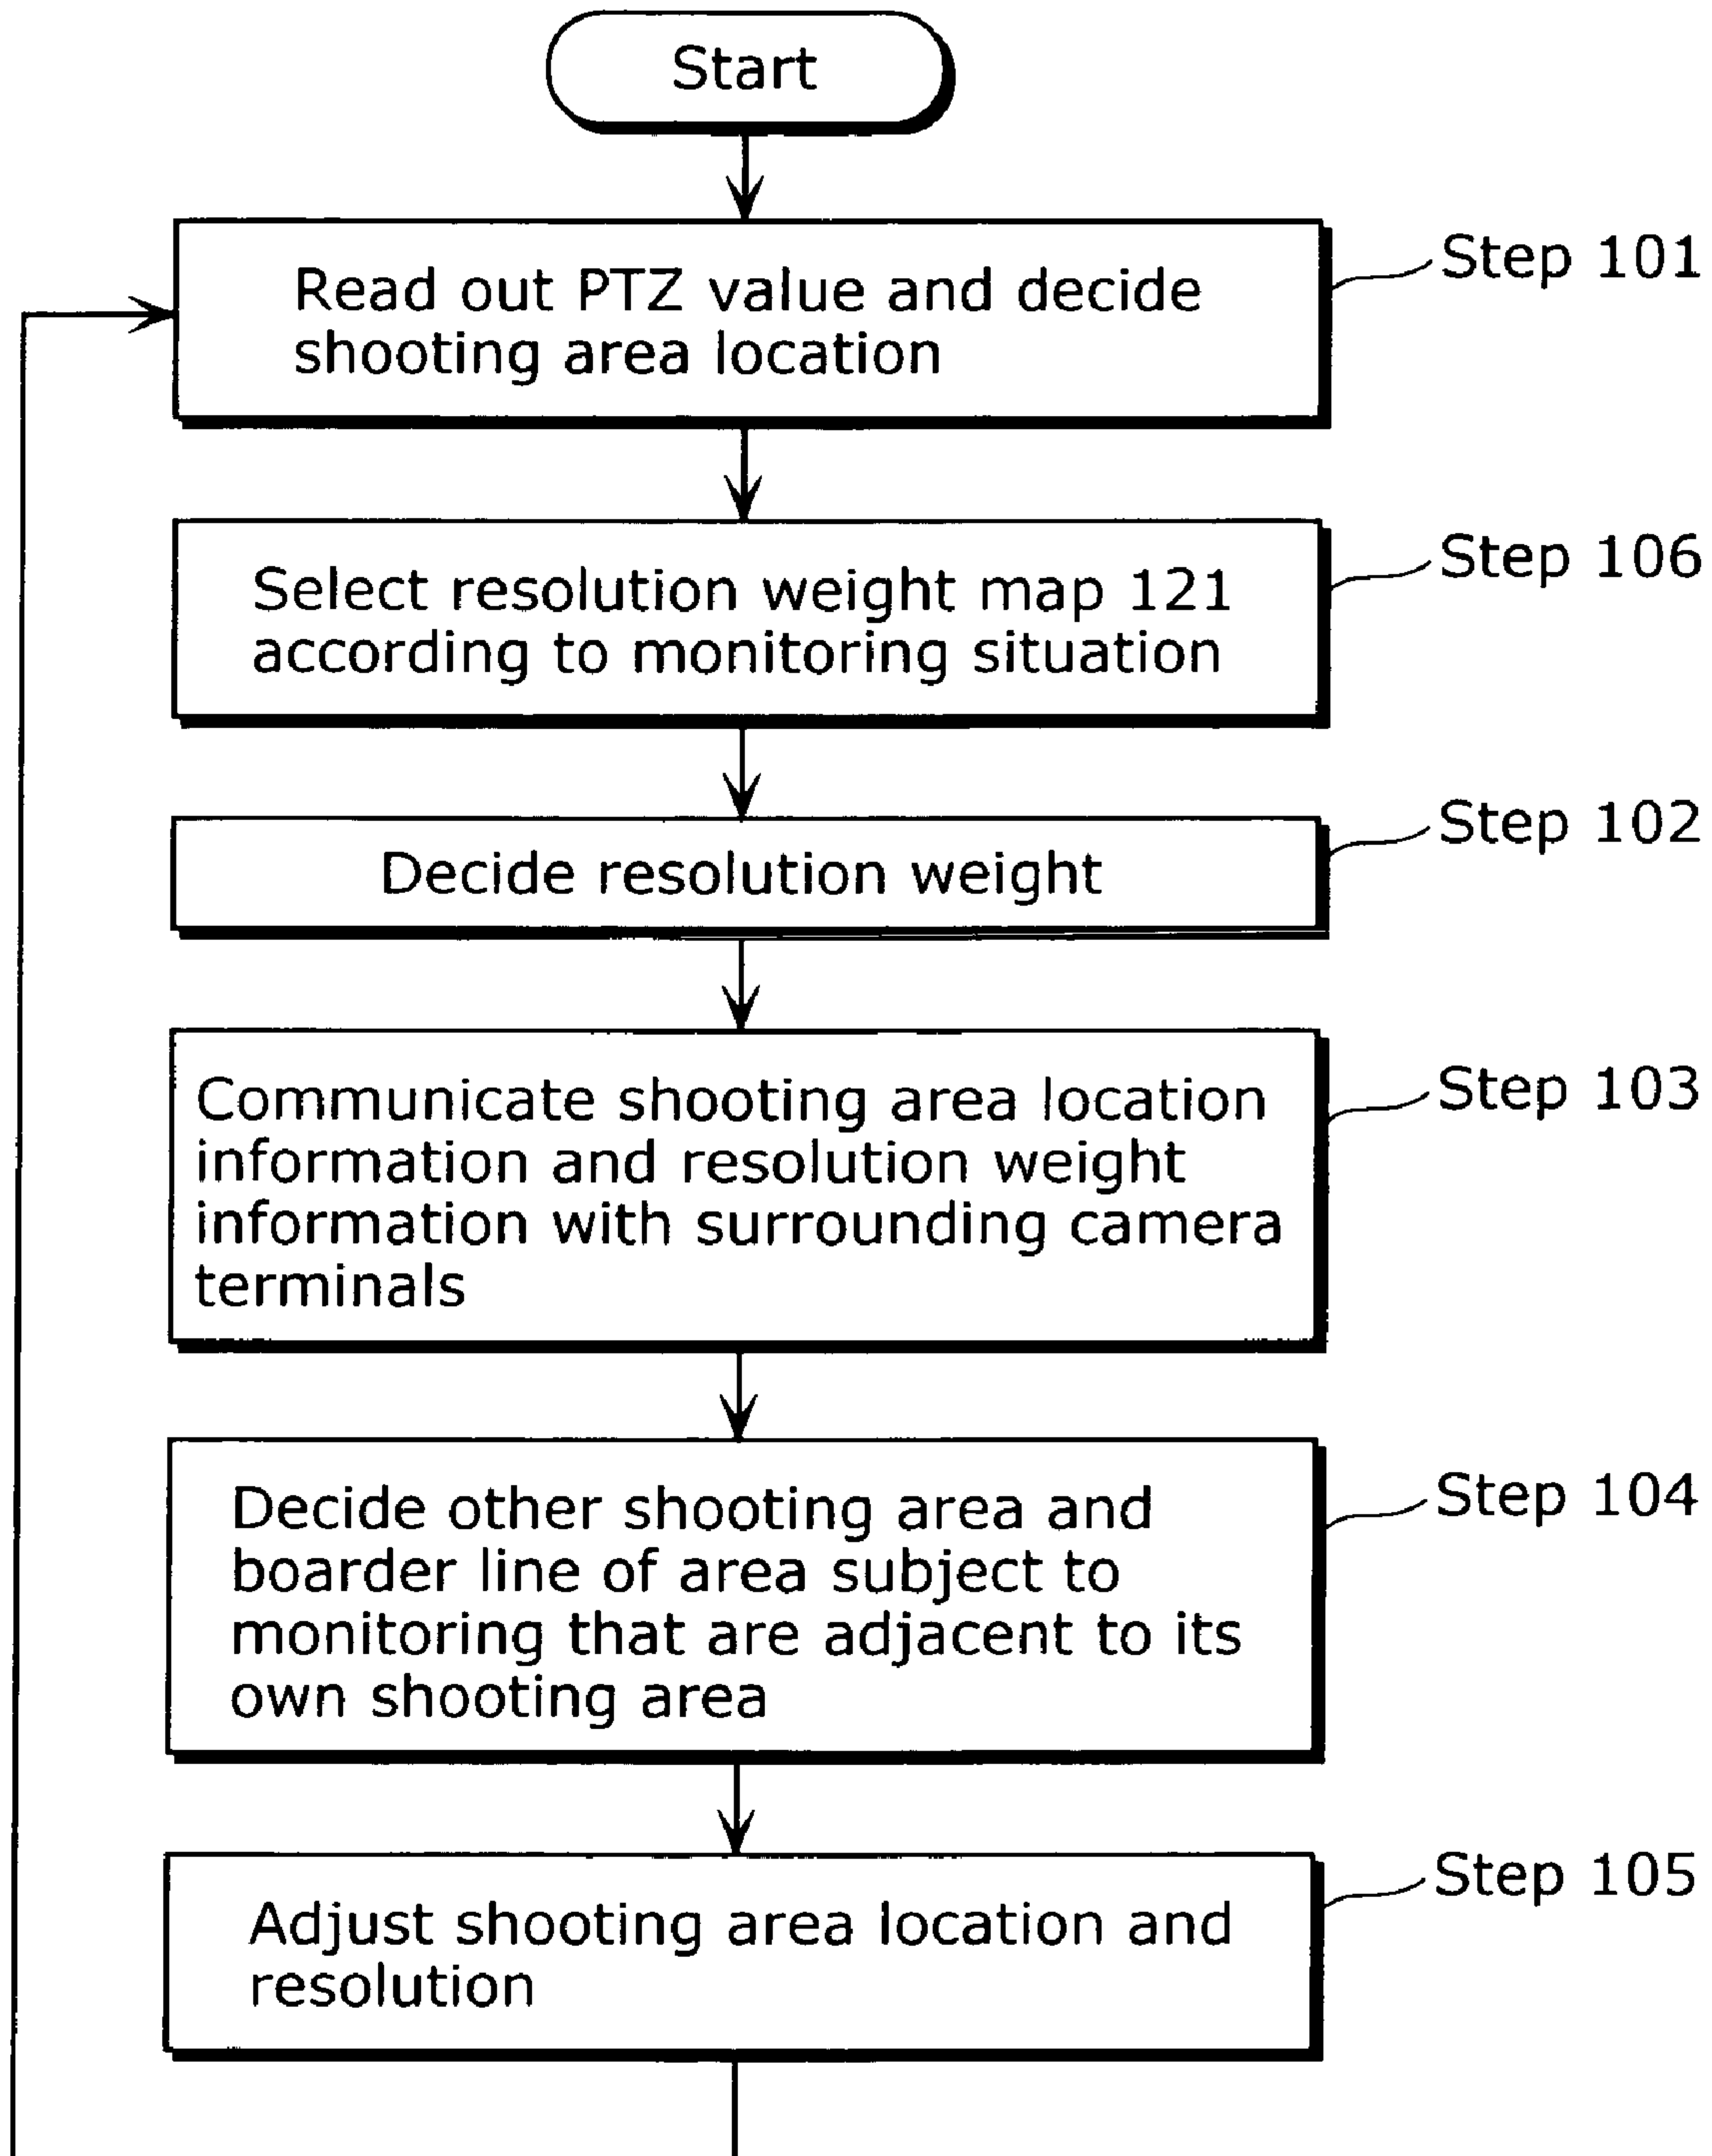 Start
Read out PTZ value and decide
shooting area location
Step 101
Select resolution weight map 121
according to monitoring situation
Step 106
Decide resolution weight
Step 102
Communicate shooting area location
information and resolution weight
information with surrounding camera
terminals
Step 103
Decide other shooting area and
boarder line of area subject to
monitoring that are adjacent to its
own shooting area
Step 104
Adjust shooting area location and
resolution
Step 105